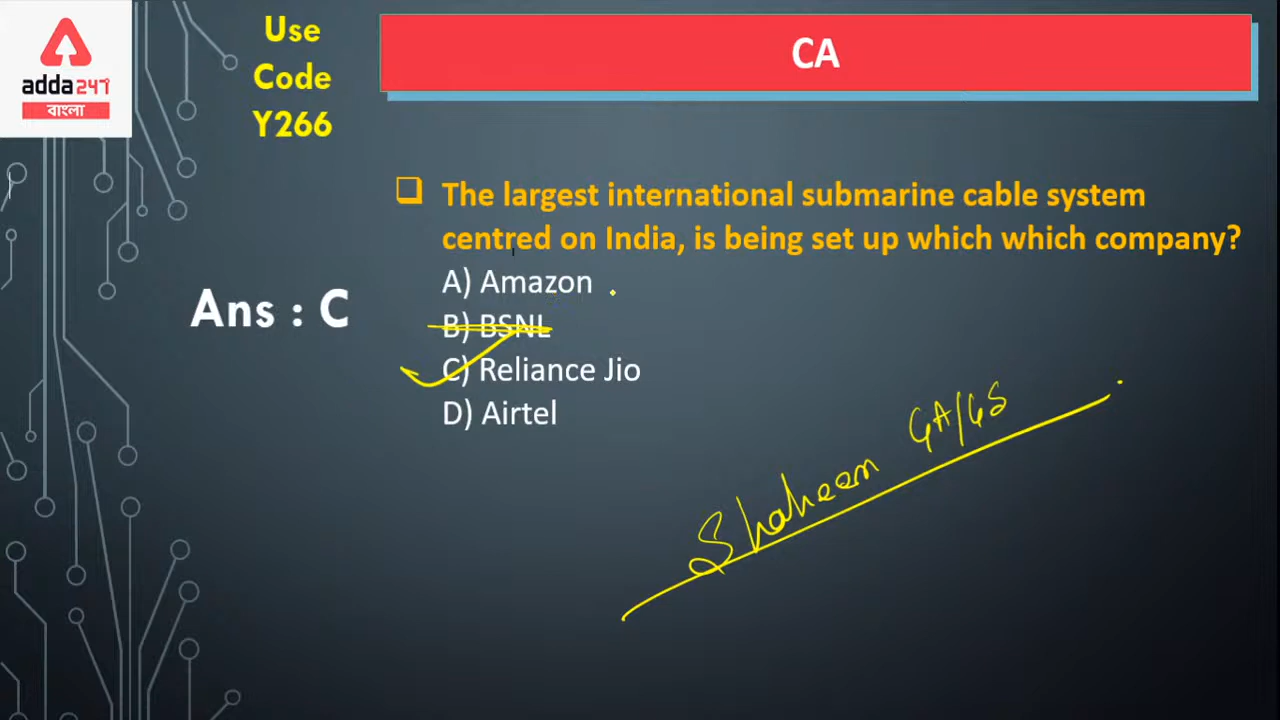 adda247
বাংলা
Use
Code
Y266
CA
The largest international submarine cable system
centred on India, is being set up which which company?
A) Amazon
B) BSNL
C) Reliance Jio
D) Airtel
Ans : C
Shaheen GA/GS